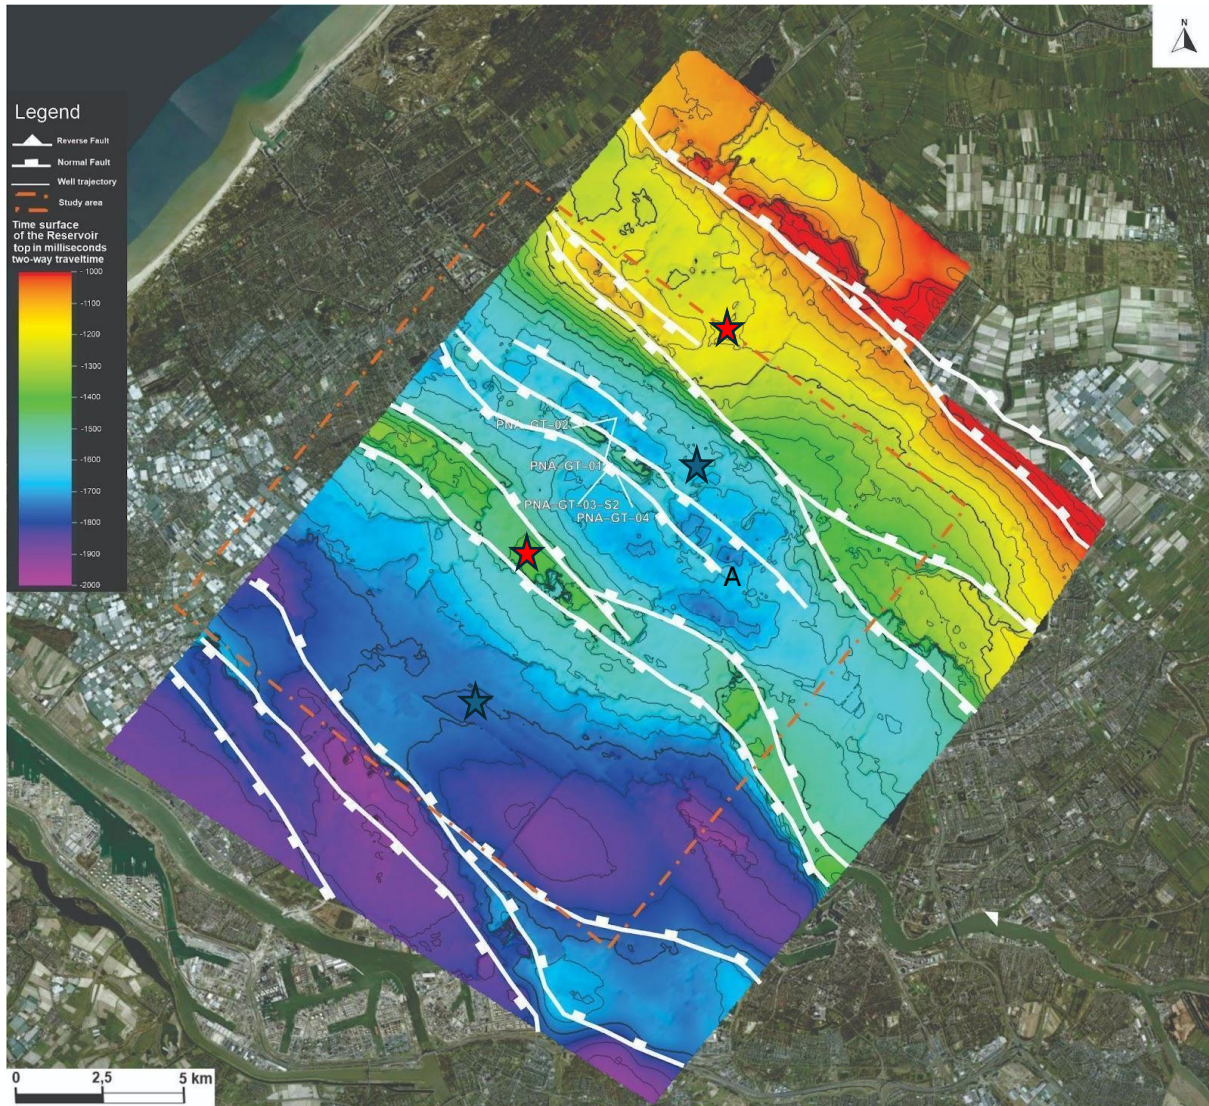 N
Legend
Reverse Fault
Normal Fault
Well trajectory
Study area
Time surface
of the Reservoir
top in milliseconds
two-way traveltime
- 1000
-1100
-1200
-1300
-1400
-1500
-1600
-1700
-1800
-1900
-2000
PNA-GT-02
PNA-GT-01
PNA-GT-03-S2
PNA-GT-04
A
0 2,5 5 km